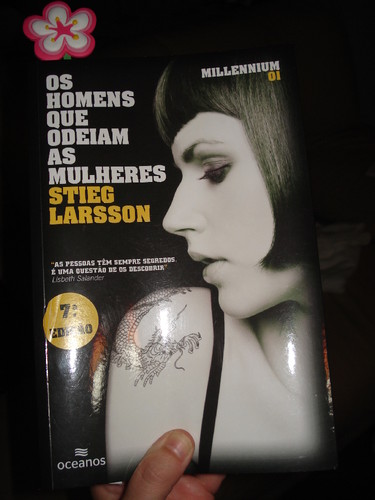 MILLENNIUM
01
OS
HOMENS
QUE
ODEIAM
AS
MULHERES
STIEG
LARSSON
"AS PESSOAS TÊM SEMPRE SEGREDOS.
É UMA QUESTÃO DE OS DESCOBRIR"
Lisbeth Salander
7ª
EDIÇÃO
oceanos